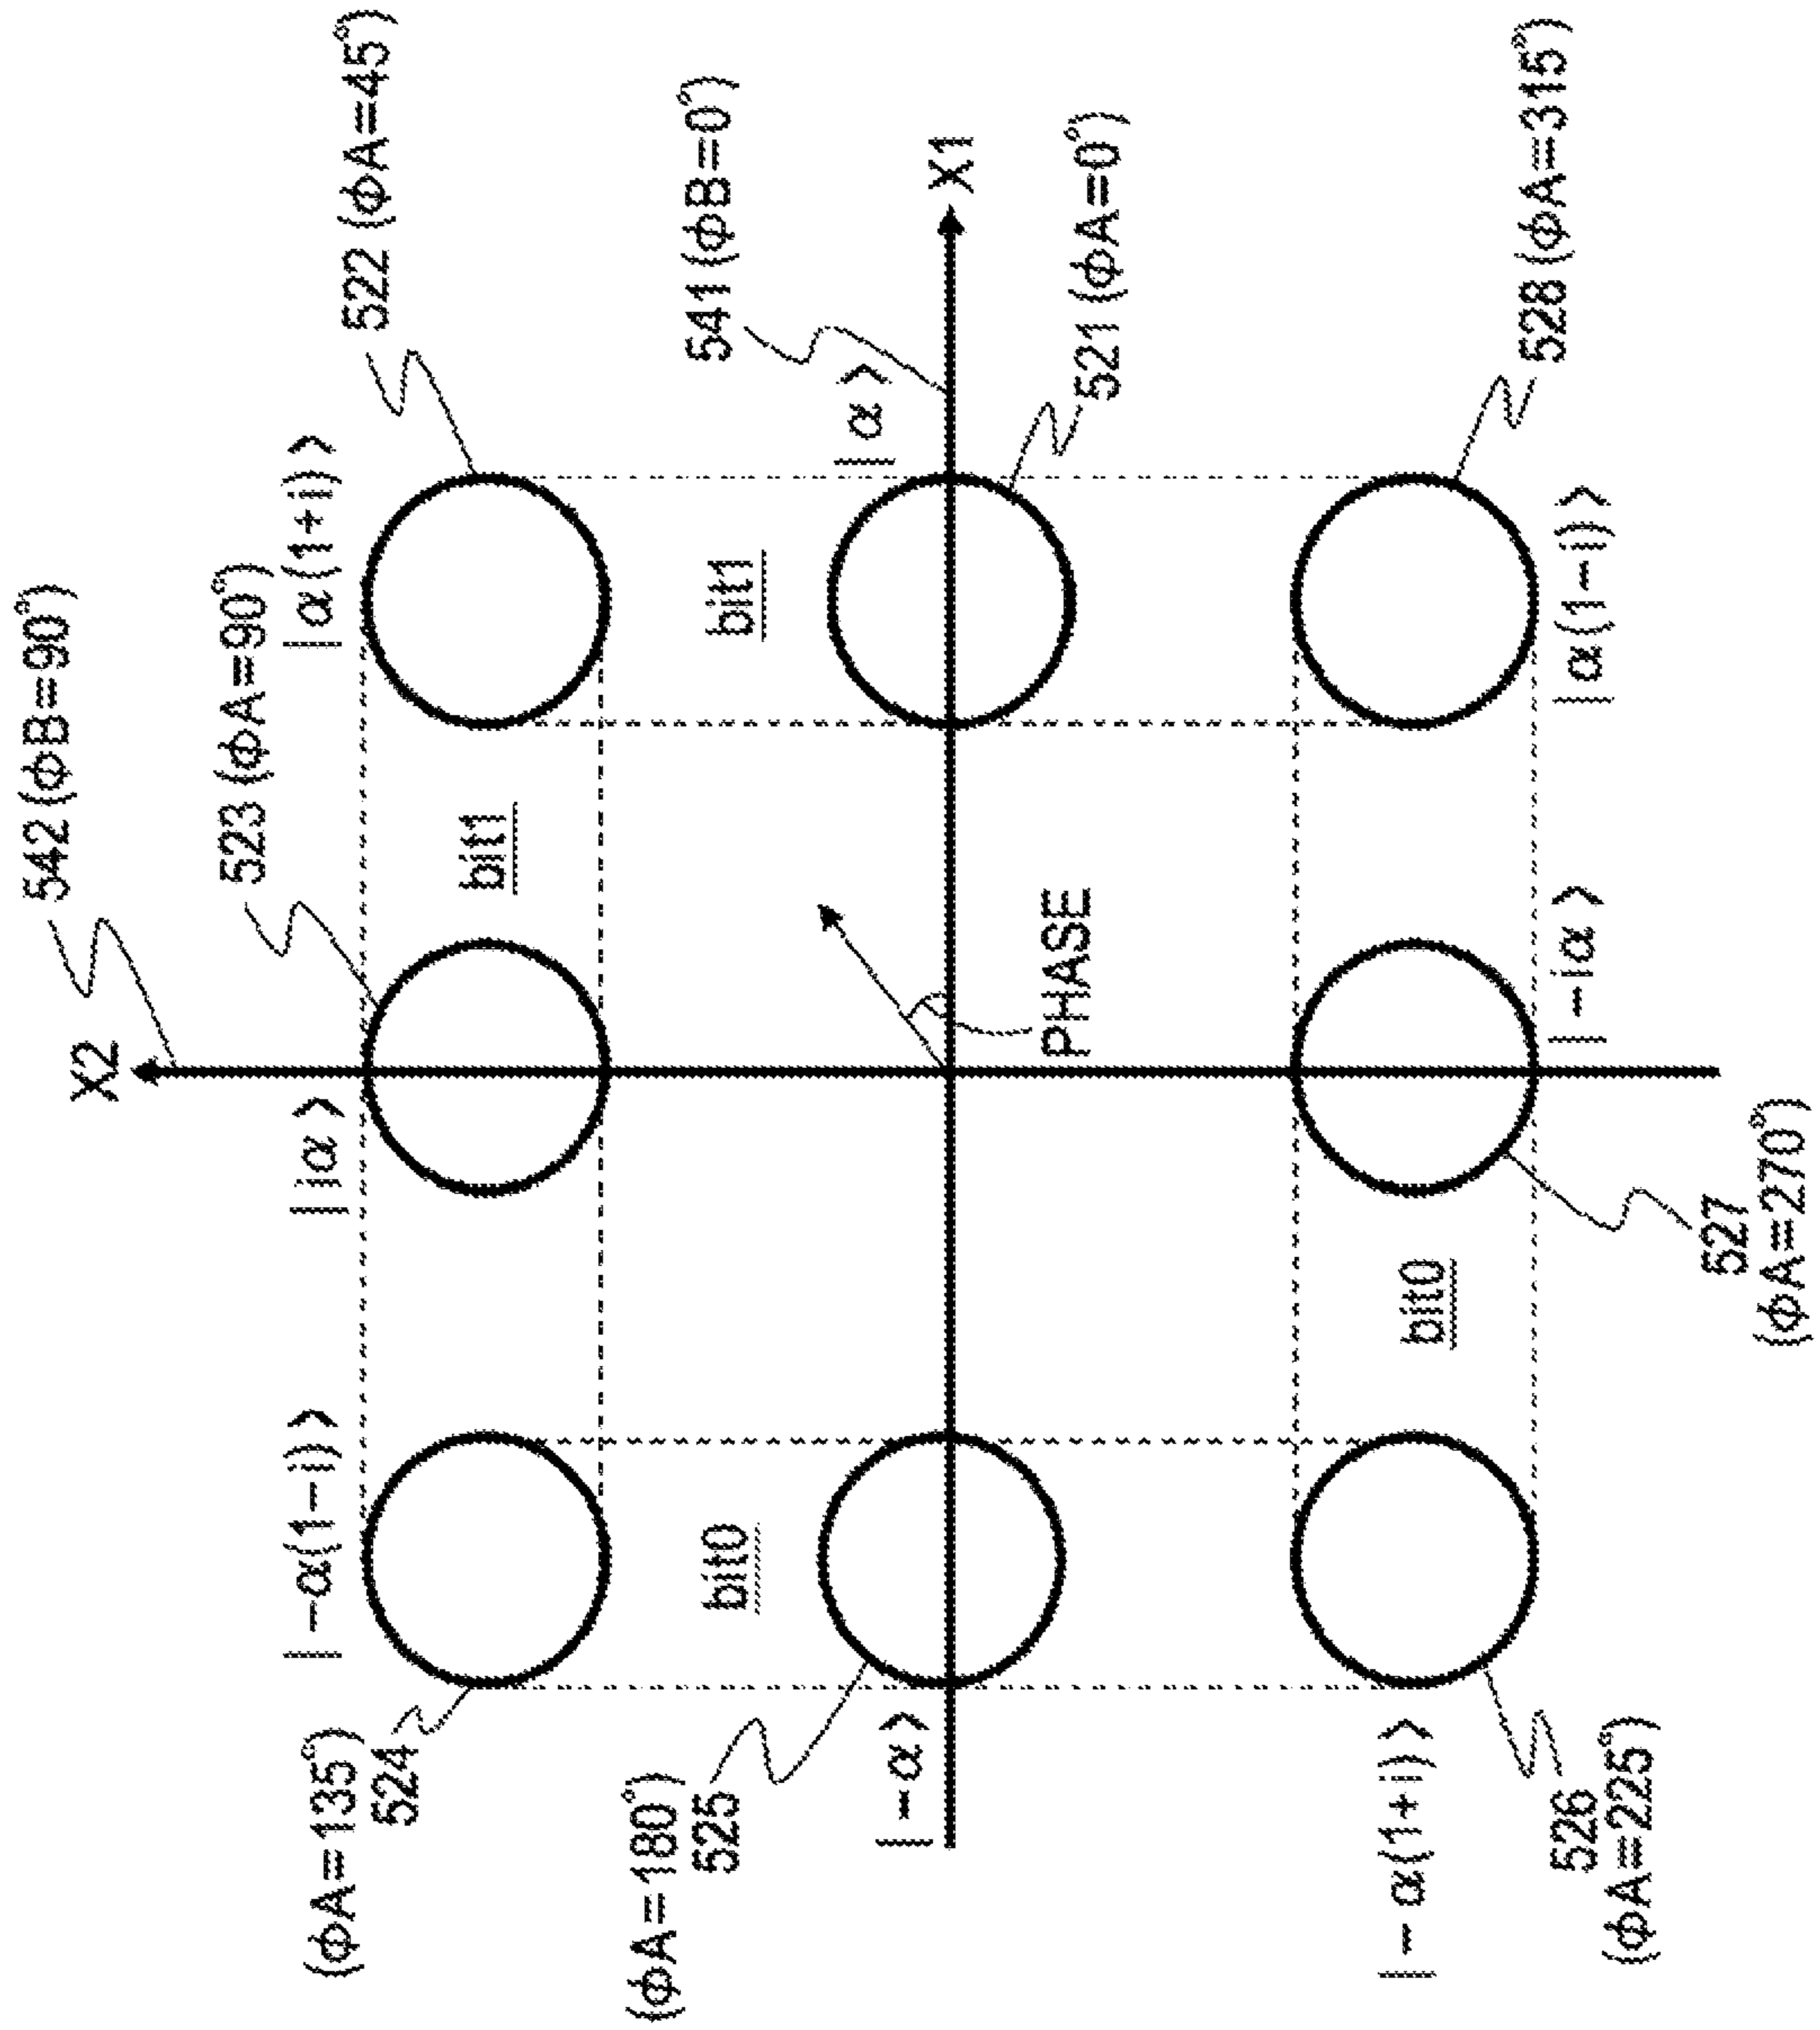 542 (ϕB=90°)
X2
523 (ϕA=90°)
|α(1+i)〉
522 (ϕA=45°)
|iα〉
|-α(1-i)〉
(ϕA=135°)
524
bit1
bit1
bit0
(ϕA=180°)
525
541 (ϕB=0°)
|α〉
|-α〉
X1
PHASE
521 (ϕA=0°)
bit0
|-α(1+i)〉
526
(ϕA=225°)
|-iα〉
527
(ϕA=270°)
|α(1-i)〉
528 (ϕA=315°)